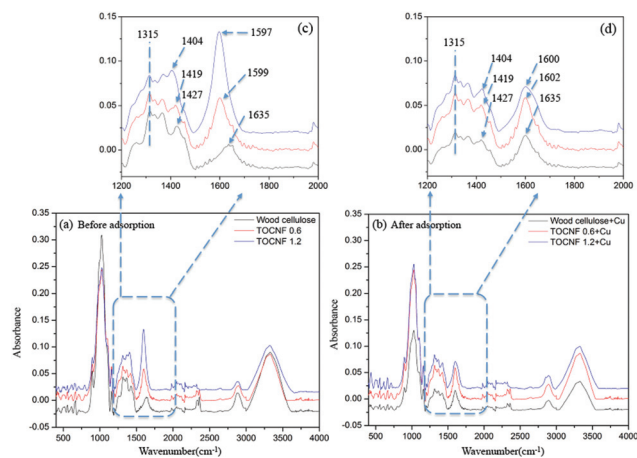 (c)
1315
1404
1597
1419
1599
1427
1635
0.15
0.10
0.05
0.00
1200 1400 1600 1800 2000
(d)
1315
1404
1600
1419
1602
1427
1635
0.15
0.10
0.05
0.00
1200 1400 1600 1800 2000
(a) Before adsorption
Wood cellulose
TOCNF 0.6
TOCNF 1.2
Absorbance
0.35
0.30
0.25
0.20
0.15
0.10
0.05
0.00
-0.05
500 1000 1500 2000 2500 3000 3500 4000
Wavenumber(cm-1)
(b) After adsorption
Wood cellulose+Cu
TOCNF 0.6+Cu
TOCNF 1.2+Cu
Absorbance
0.35
0.30
0.25
0.20
0.15
0.10
0.05
0.00
-0.05
500 1000 1500 2000 2500 3000 3500 4000
Wavenumber(cm-1)